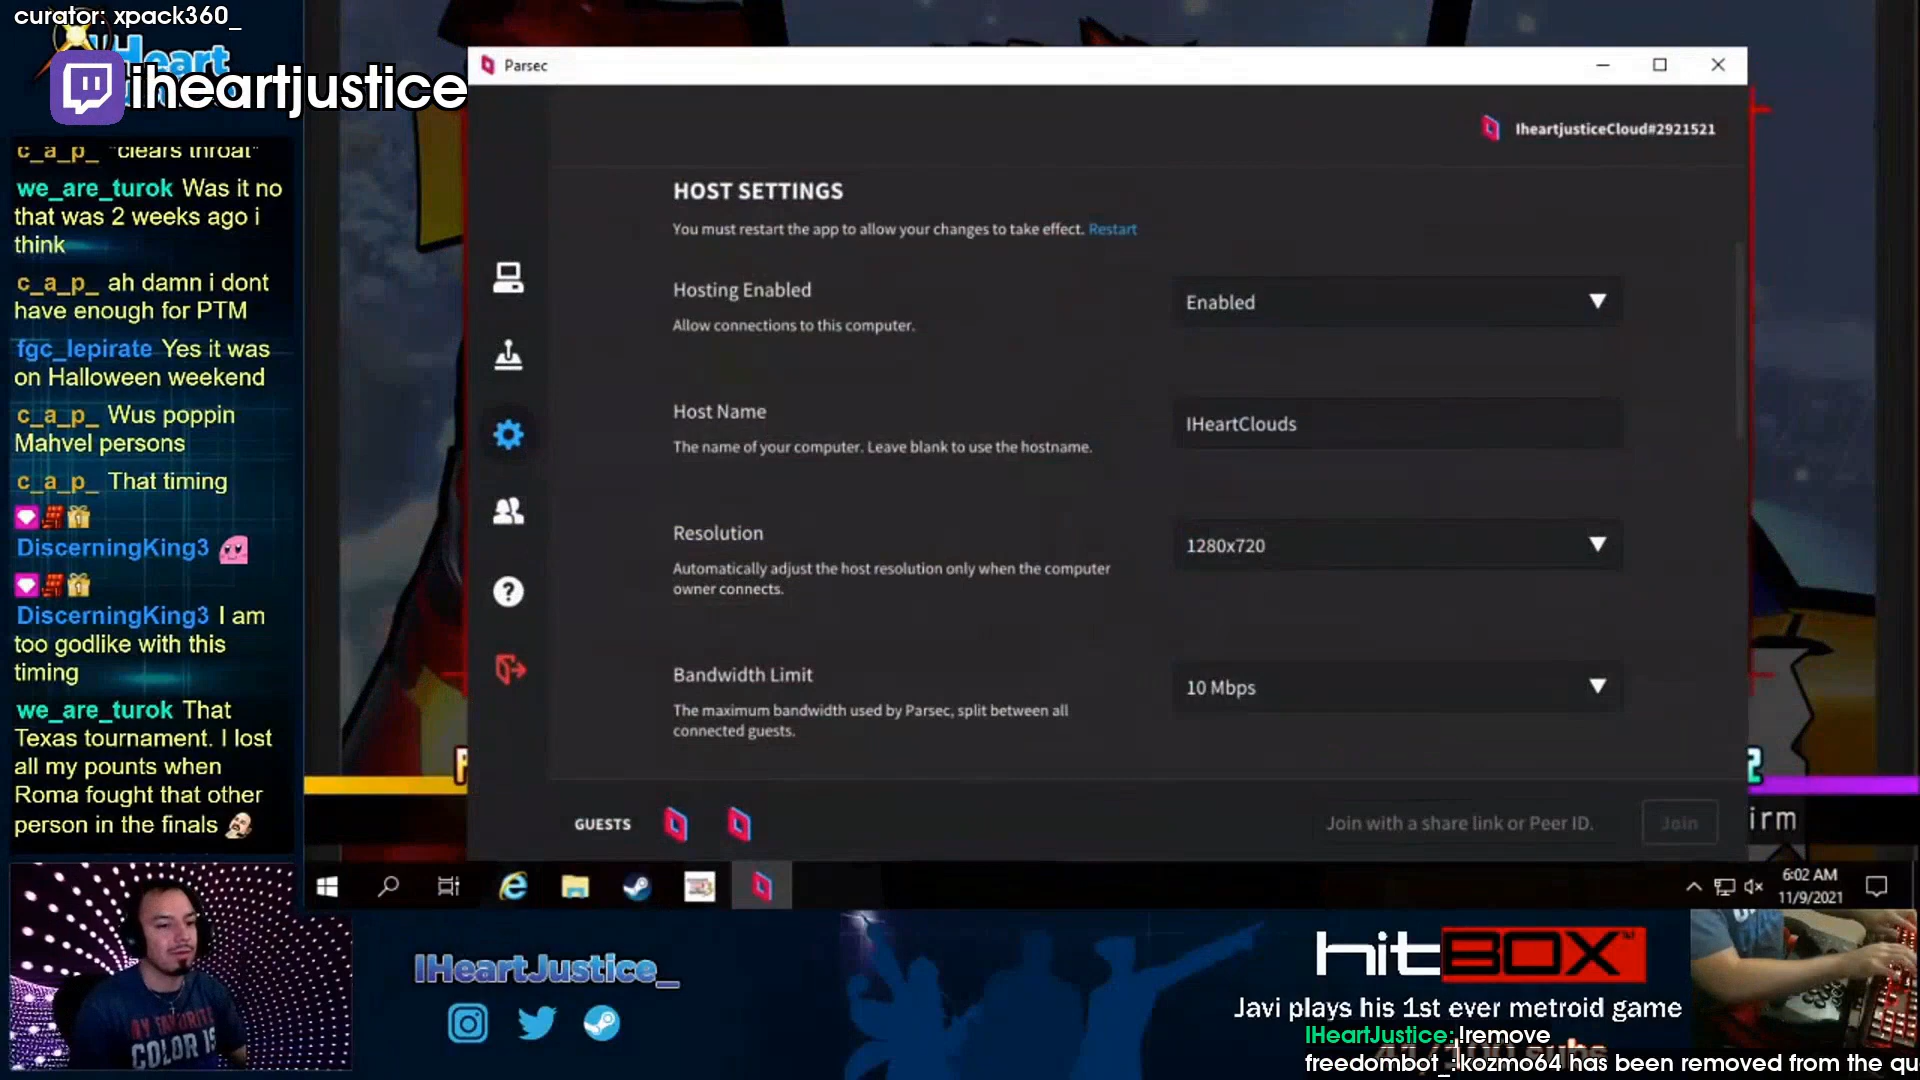 curator: xpack360_
iHeart
iheartjustice
c_a_p_ *clears throat*
we_are_turok Was it no
that was 2 weeks ago i
think
c_a_p_ ah damn i dont
have enough for PTM
fgc_lepirate Yes it was
on Halloween weekend
c_a_p_ Wus poppin
Mahvel persons
c_a_p_ That timing
DiscerningKing3
DiscerningKing3 I am
too godlike with this
timing
we_are_turok That
Texas tournament. I lost
all my pounts when
Roma fought that other
person in the finals
Parsec
IheartjusticeCloud#2921521
HOST SETTINGS
You must restart the app to allow your changes to take effect. Restart
Hosting Enabled
Enabled
Allow connections to this computer.
Host Name
IHeartClouds
The name of your computer. Leave blank to use the hostname.
Resolution
1280x720
Automatically adjust the host resolution only when the computer
owner connects.
Bandwidth Limit
10 Mbps
The maximum bandwidth used by Parsec, split between all
connected guests.
GUESTS
Join with a share link or Peer ID.
Join
irm
6:02 AM
11/9/2021
MY FAVORITE
COLOR IS
IHeartJustice_
hitBOX™
Javi plays his 1st ever metroid game
IHeartJustice: !remove
freedombot_: kozmo64 has been removed from the qu